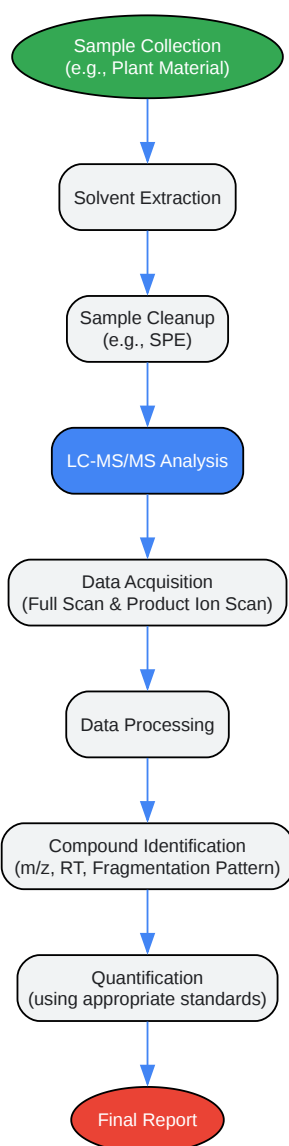 Sample Collection
(e.g., Plant Material)
Solvent Extraction
Sample Cleanup
(e.g., SPE)
LC-MS/MS Analysis
Data Acquisition
(Full Scan & Product Ion Scan)
Data Processing
Compound Identification
(m/z, RT, Fragmentation Pattern)
Quantification
(using appropriate standards)
Final Report